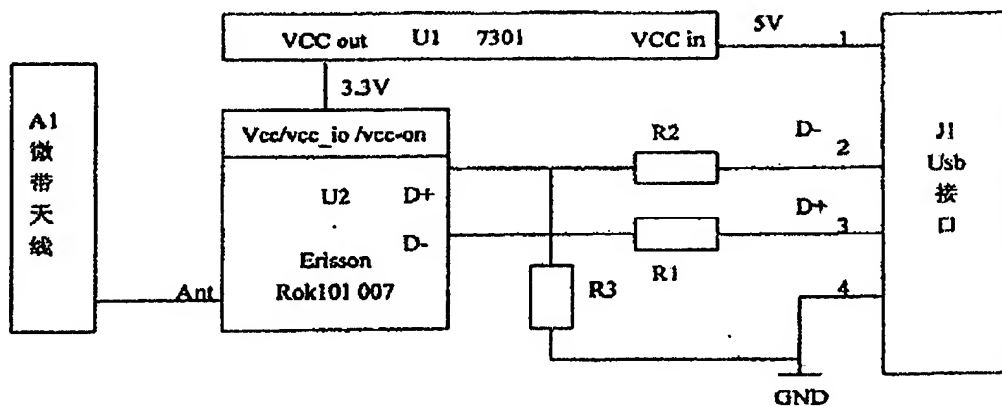 VCC out U1 7301 VCC in
5V
1
3.3V
A1
微
带
天
线
Vcc/vcc_io /vcc-on
U2
D+
D-
Erisson
Rok101 007
Ant
R2
R1
R3
D-
2
D+
3
4
GND
J1
Usb
接
口